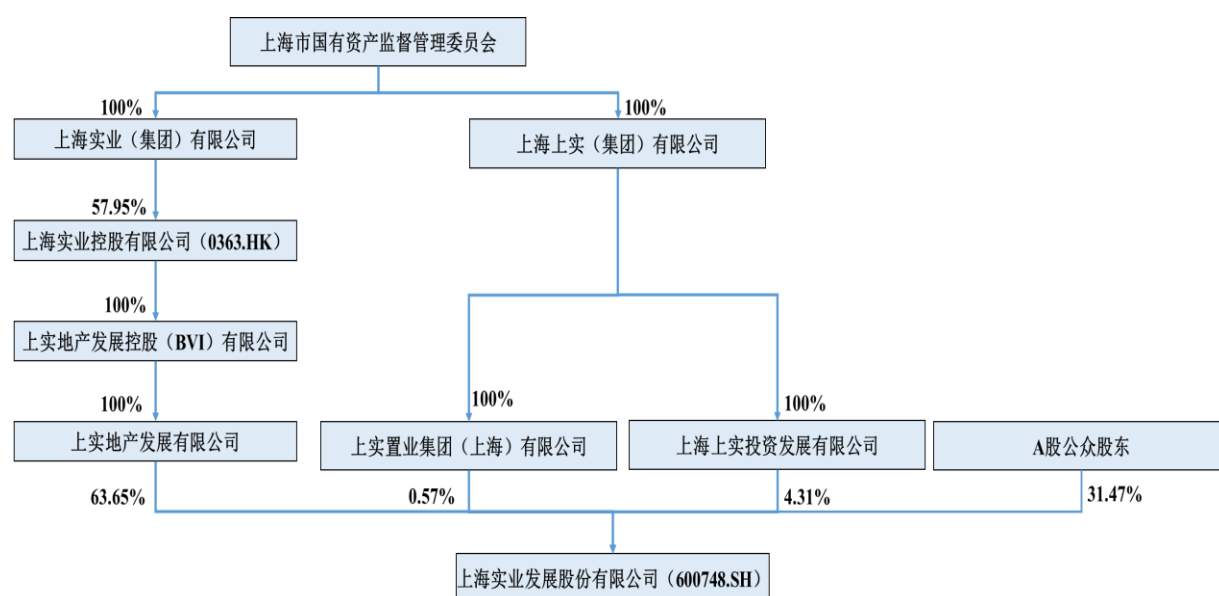 上海市国有资产监督管理委员会
100%
100%
上海实业（集团）有限公司
上海上实（集团）有限公司
57.95%
上海实业控股有限公司（0363.HK）
100%
上实地产发展控股（BVI）有限公司
100%
100%
100%
上实地产发展有限公司
上实置业集团（上海）有限公司
上海上实投资发展有限公司
A股公众股东
63.65%
0.57%
4.31%
31.47%
上海实业发展股份有限公司（600748.SH）